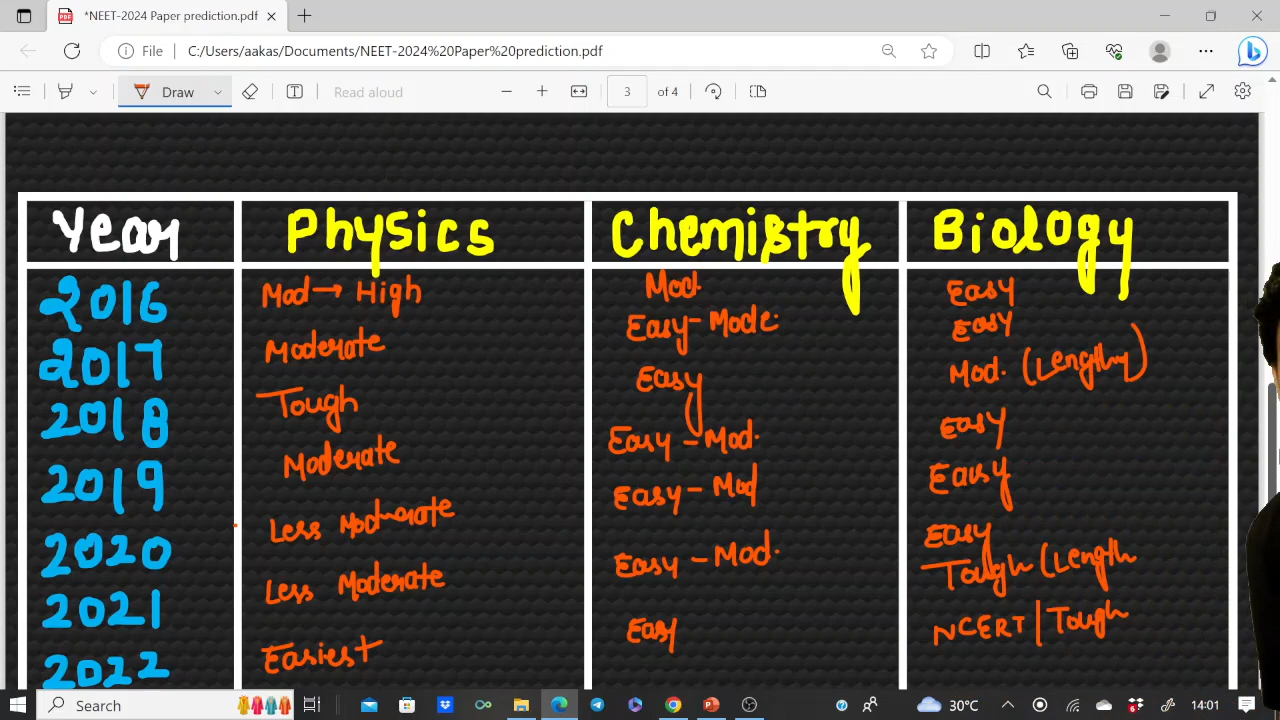 *NEET-2024 Paper prediction.pdf
File C:/Users/aakas/Documents/NEET-2024%20Paper%20prediction.pdf
Draw Read aloud 3 of 4
Year Physics Chemistry Biology
2016 Mod → High Mod. Easy
2017 Moderate Easy - Mode. Easy
2018 Tough Easy Mod. (Lengthy)
2019 Moderate Easy - Mod. Easy
2020 Less Moderate Easy - Mod Easy
2021 Less Moderate Easy - Mod. Easy
Tough (Length
2022 Easiest Easy NCERT | Tough
Search 30°C 6 14:01